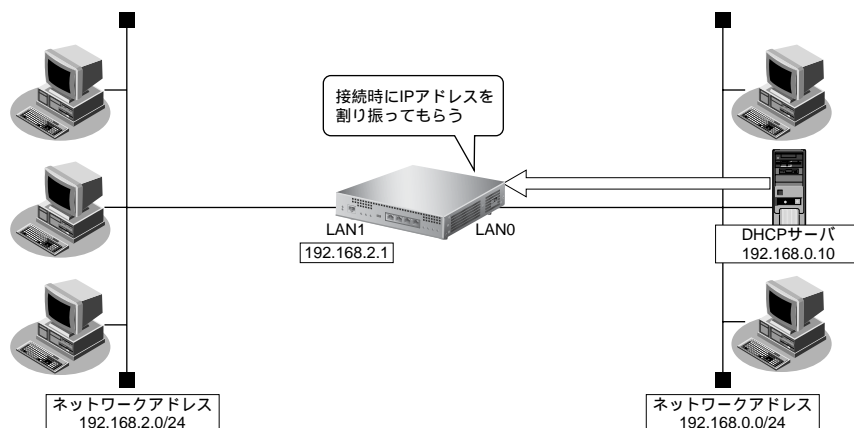 接続時にIPアドレスを
割り振ってもらう
LAN1
192.168.2.1
LAN0
DHCPサーバ
192.168.0.10
ネットワークアドレス
192.168.2.0/24
ネットワークアドレス
192.168.0.0/24